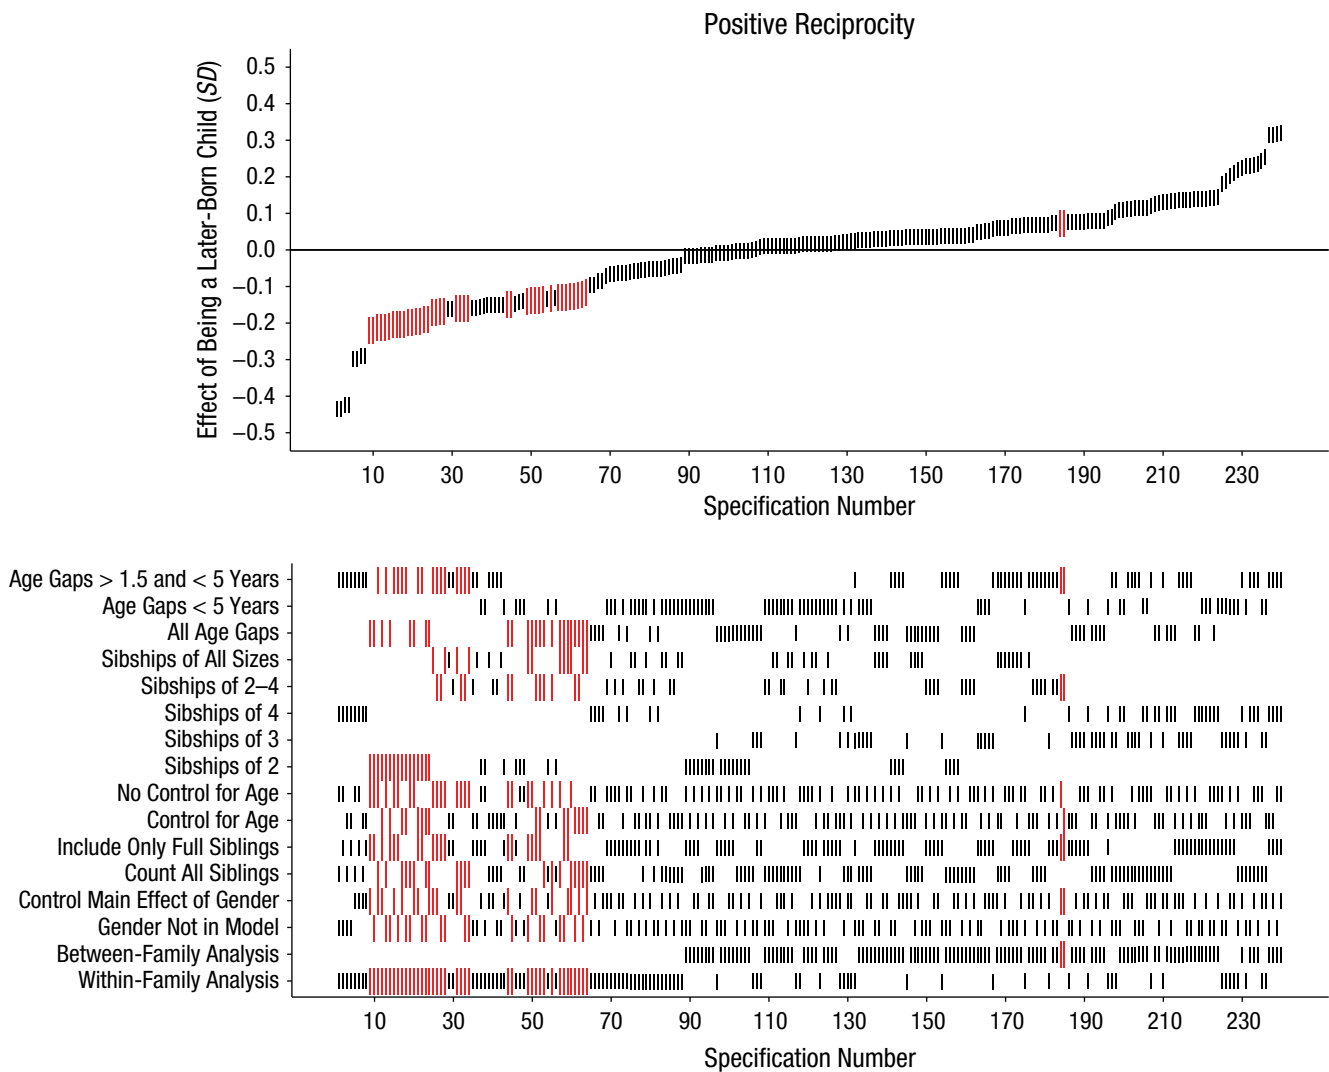 Positive Reciprocity
Effect of Being a Later-Born Child (SD)
0.5
0.4
0.3
0.2
0.1
0.0
−0.1
−0.2
−0.3
−0.4
−0.5
10 30 50 70 90 110 130 150 170 190 210 230
Specification Number
Age Gaps > 1.5 and < 5 Years
Age Gaps < 5 Years
All Age Gaps
Sibships of All Sizes
Sibships of 2–4
Sibships of 4
Sibships of 3
Sibships of 2
No Control for Age
Control for Age
Include Only Full Siblings
Count All Siblings
Control Main Effect of Gender
Gender Not in Model
Between-Family Analysis
Within-Family Analysis
10 30 50 70 90 110 130 150 170 190 210 230
Specification Number